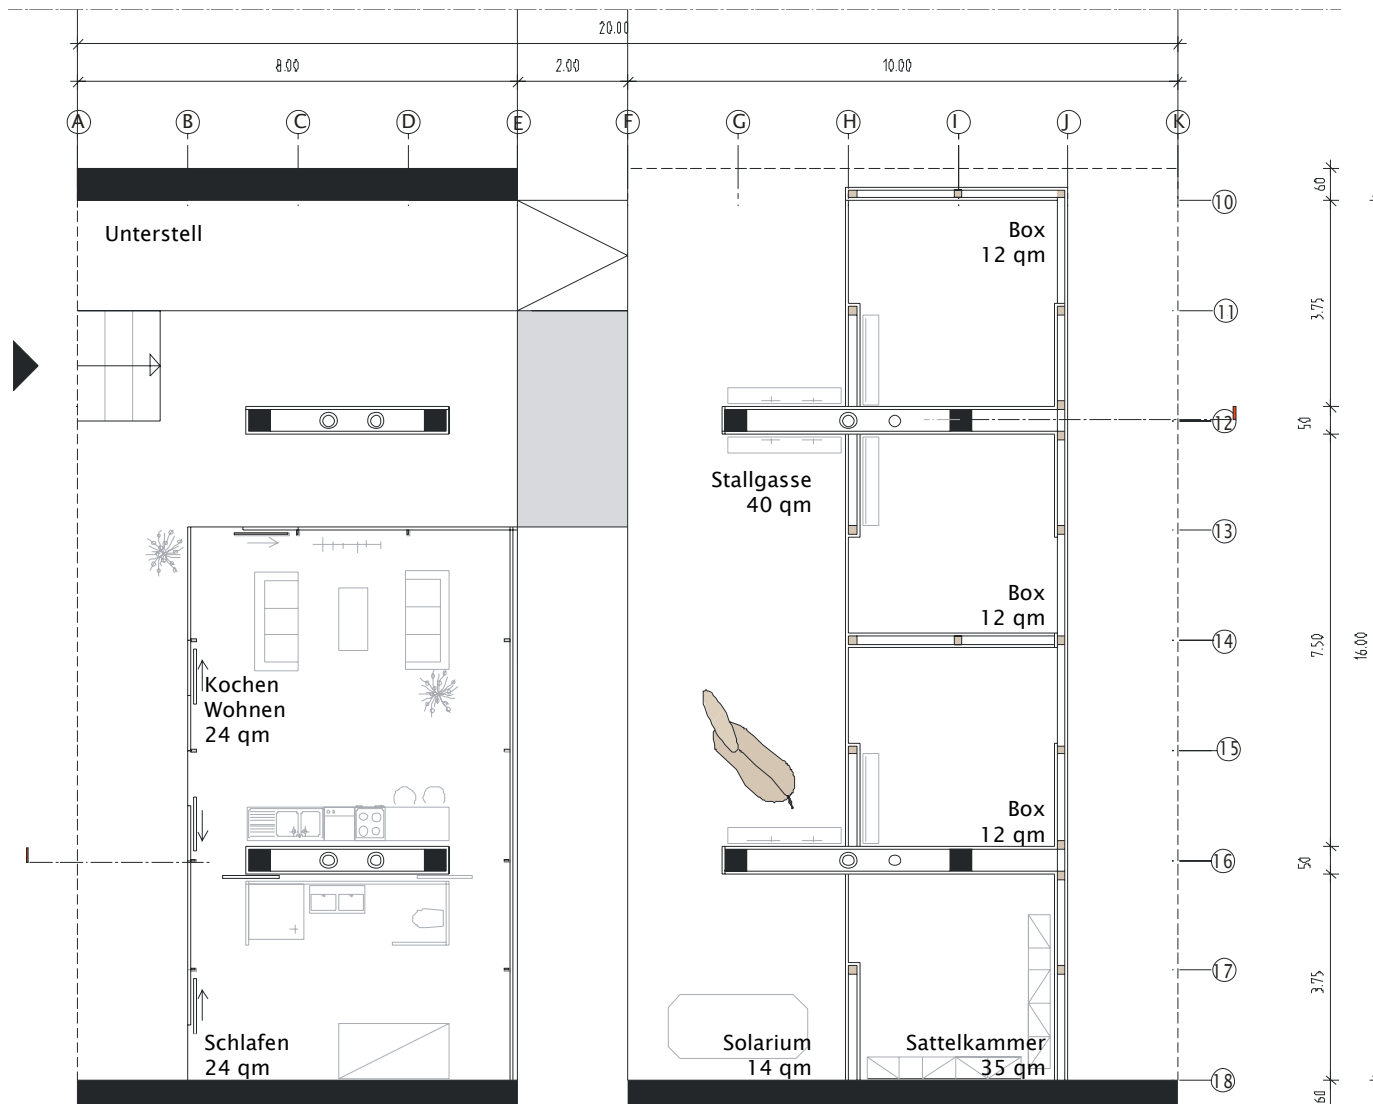 20.00
8.00
2.00
10.00
A B C D E F G H I J K
60
10
Unterstell
Box
12 qm
11
3.75
12
50
Stallgasse
40 qm
13
Box
12 qm
14
7.50
16.00
Kochen
Wohnen
24 qm
15
Box
12 qm
16
50
17
3.75
Schlafen
24 qm
Solarium
14 qm
Sattelkammer
35 qm
18
60